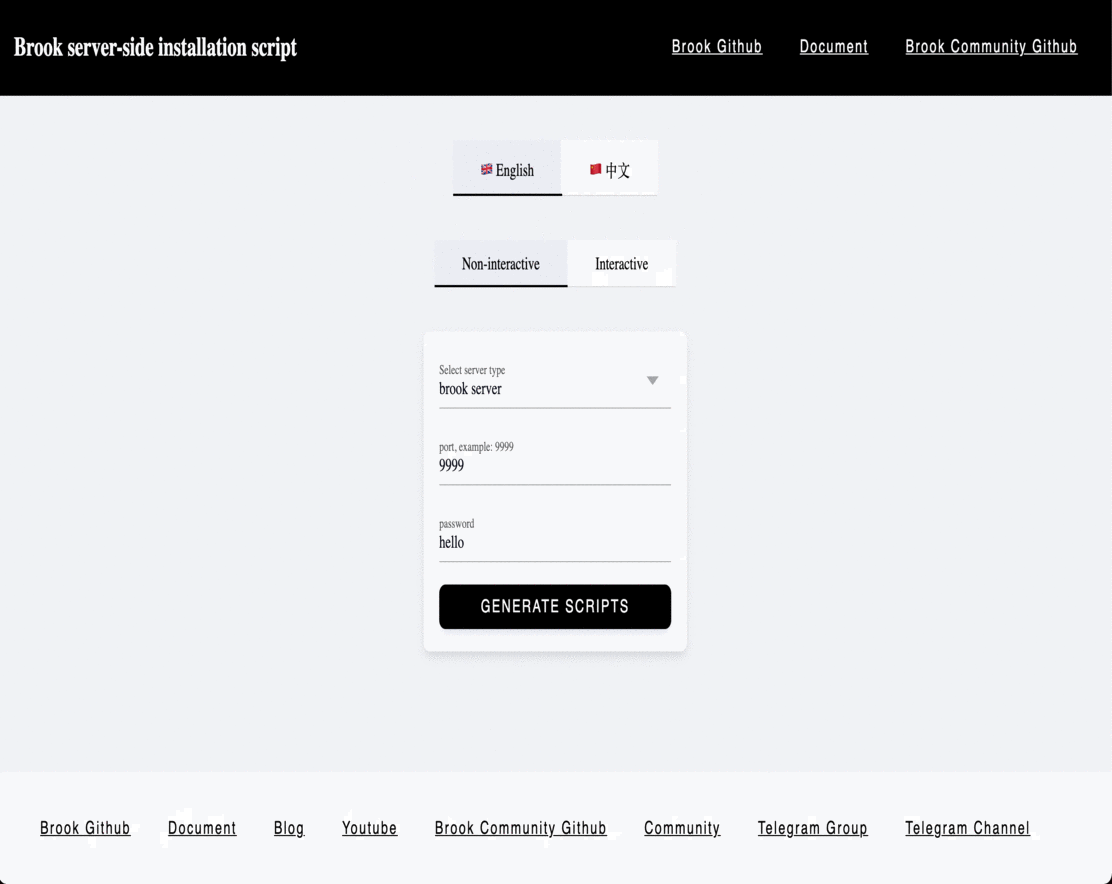 Brook server-side installation script
Brook Github Document Brook Community Github
English 中文
Non-interactive Interactive
Select server type
brook server
port, example: 9999
9999
password
hello
GENERATE SCRIPTS
Brook Github Document Blog Youtube Brook Community Github Community Telegram Group Telegram Channel